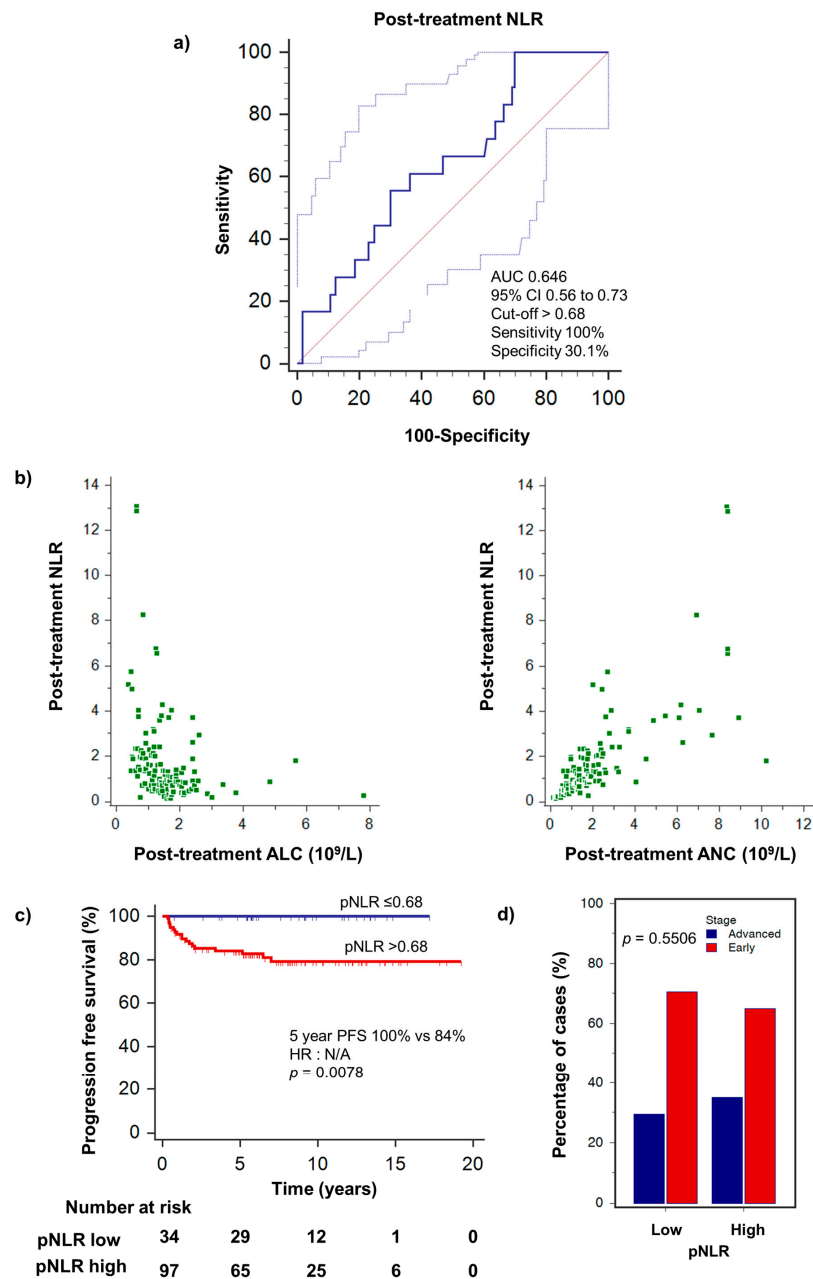 Post-treatment NLR
a)
100
80
60
40
20
0
Sensitivity
AUC 0.646
95% CI 0.56 to 0.73
Cut-off > 0.68
Sensitivity 100%
Specificity 30.1%
0 20 40 60 80 100
100-Specificity
b)
14
12
10
8
6
4
2
0
Post-treatment NLR
0 2 4 6 8
Post-treatment ALC (10⁹/L)
14
12
10
8
6
4
2
0
Post-treatment NLR
0 2 4 6 8 10 12
Post-treatment ANC (10⁹/L)
c)
100
80
60
40
20
0
Progression free survival (%)
pNLR ≤0.68
pNLR >0.68
5 year PFS 100% vs 84%
HR : N/A
p = 0.0078
0 5 10 15 20
Time (years)
Number at risk
pNLR low 34 29 12 1 0
pNLR high 97 65 25 6 0
d)
100
80
60
40
20
0
Percentage of cases (%)
p = 0.5506
Stage
Advanced
Early
Low High
pNLR